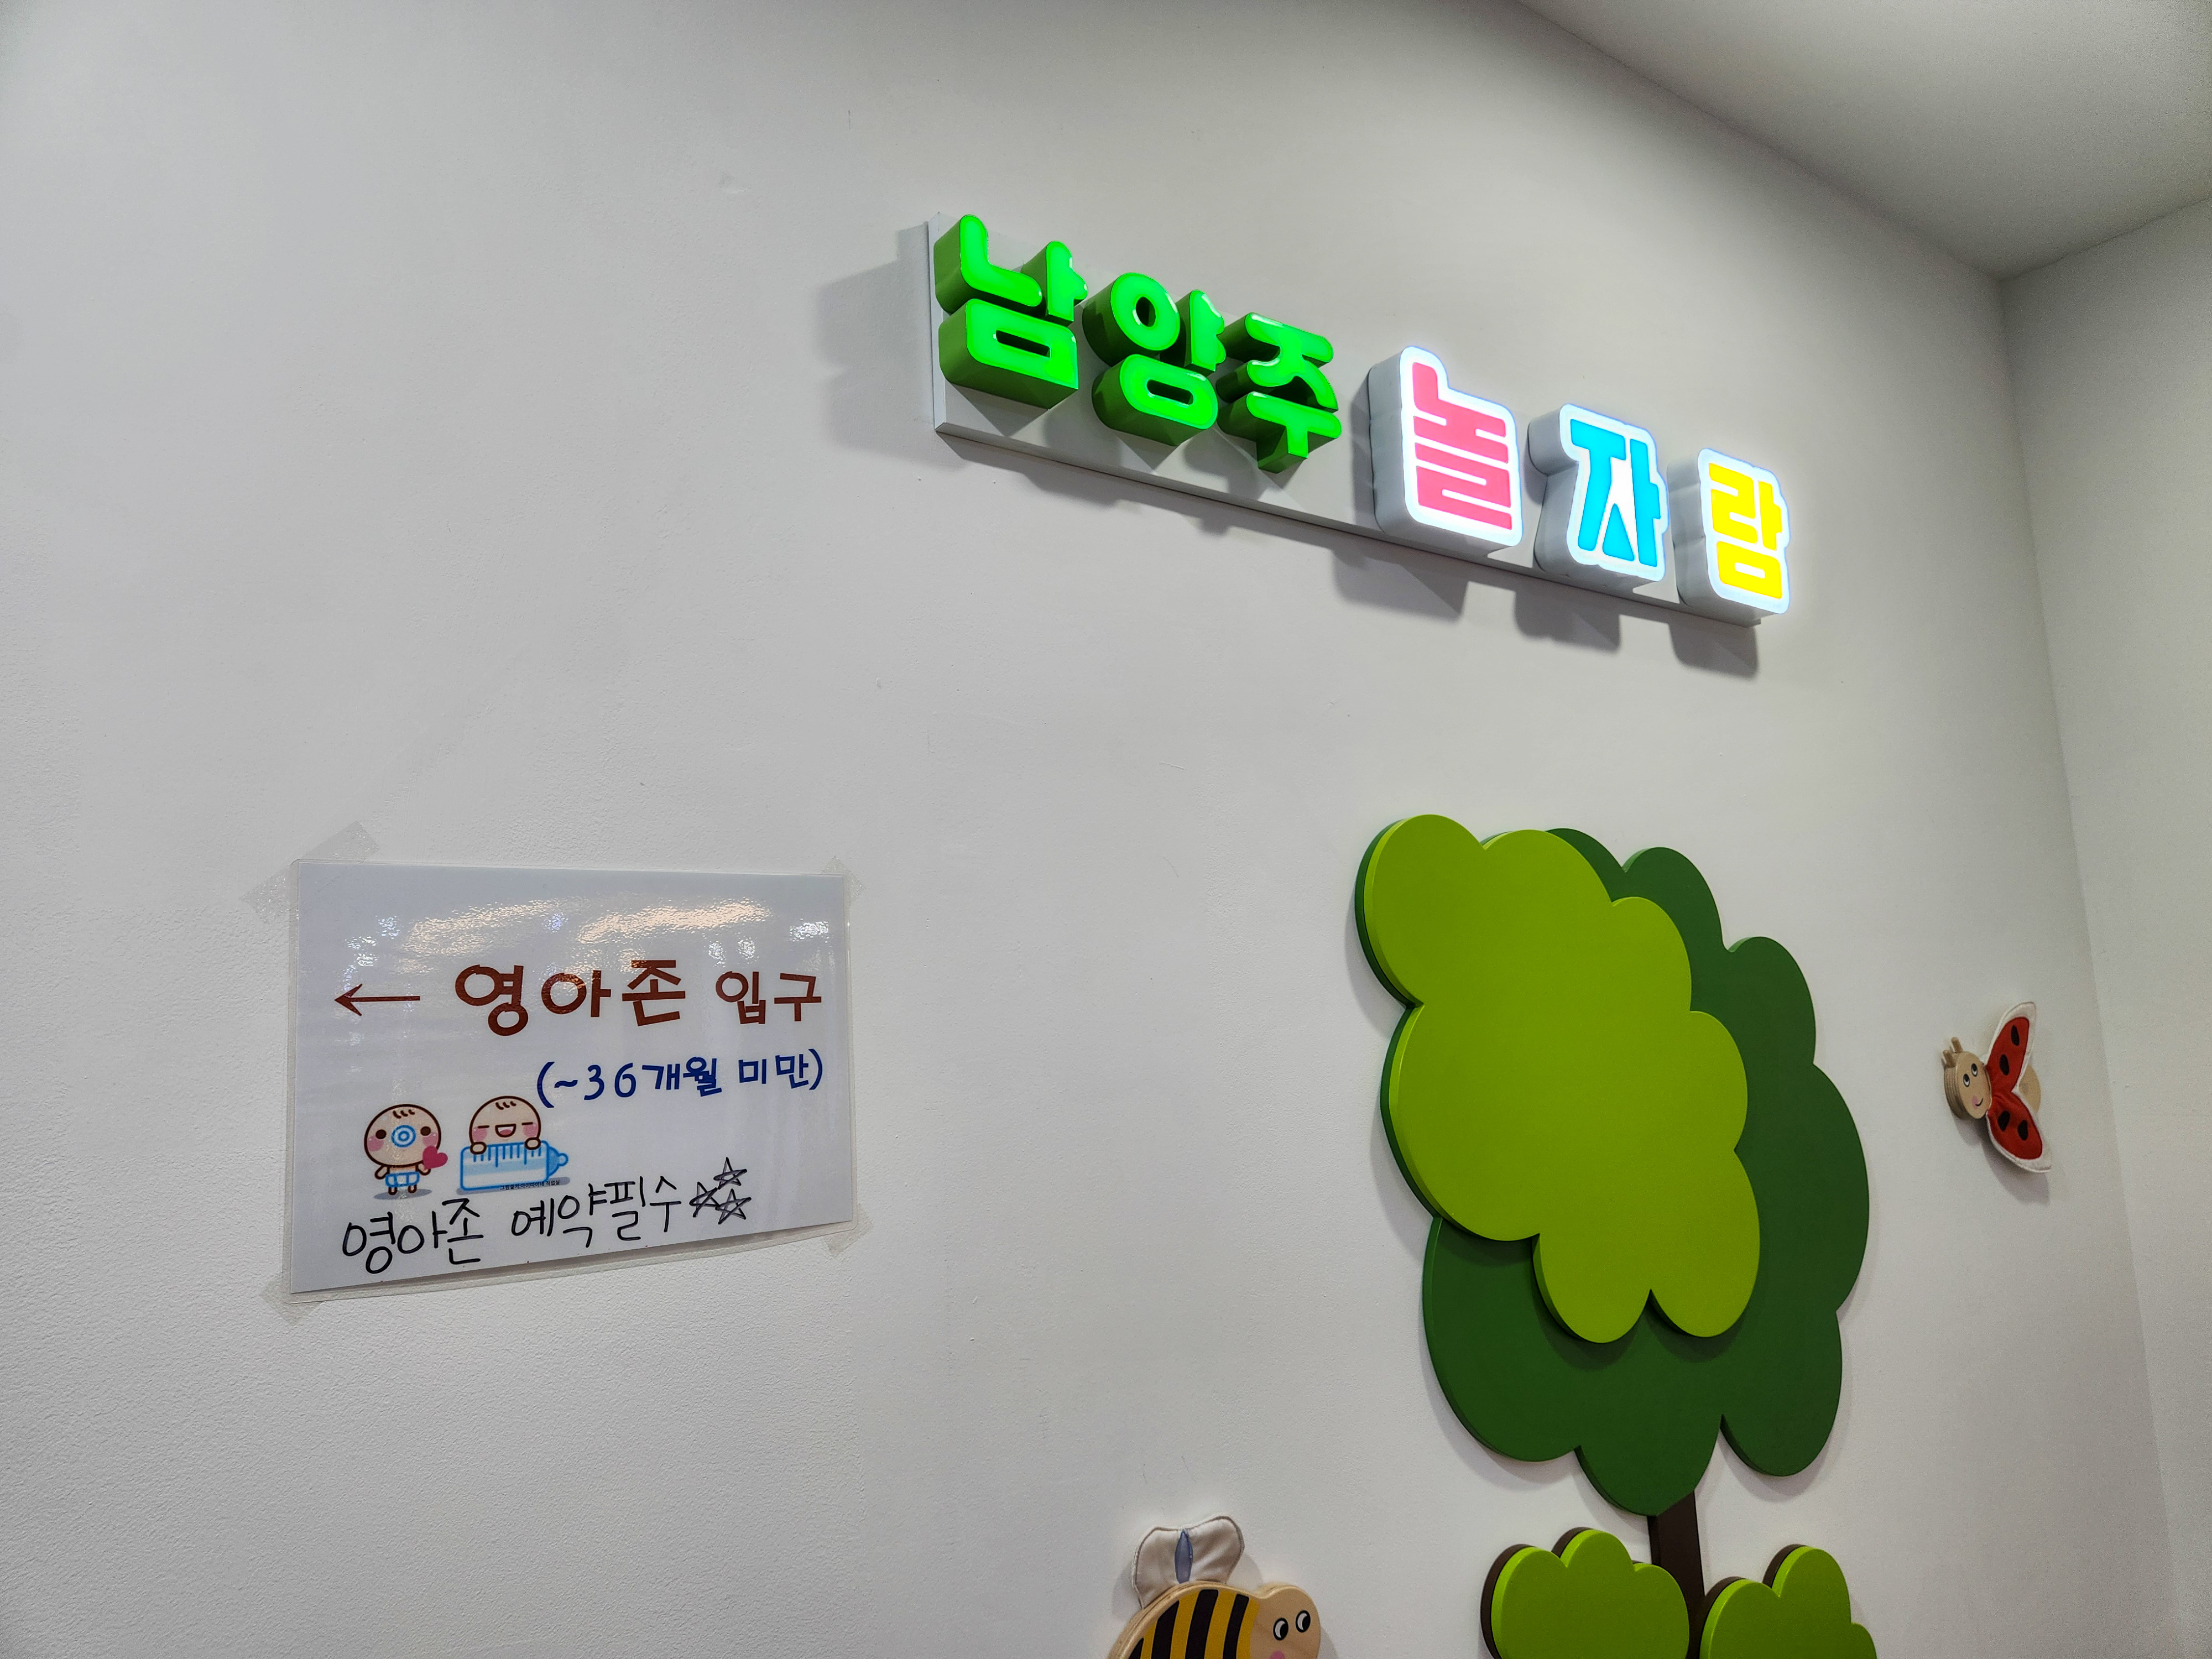 남양주 놀자람
← 영아존 입구
(~36개월 미만)
영아존 예약필수☆☆☆